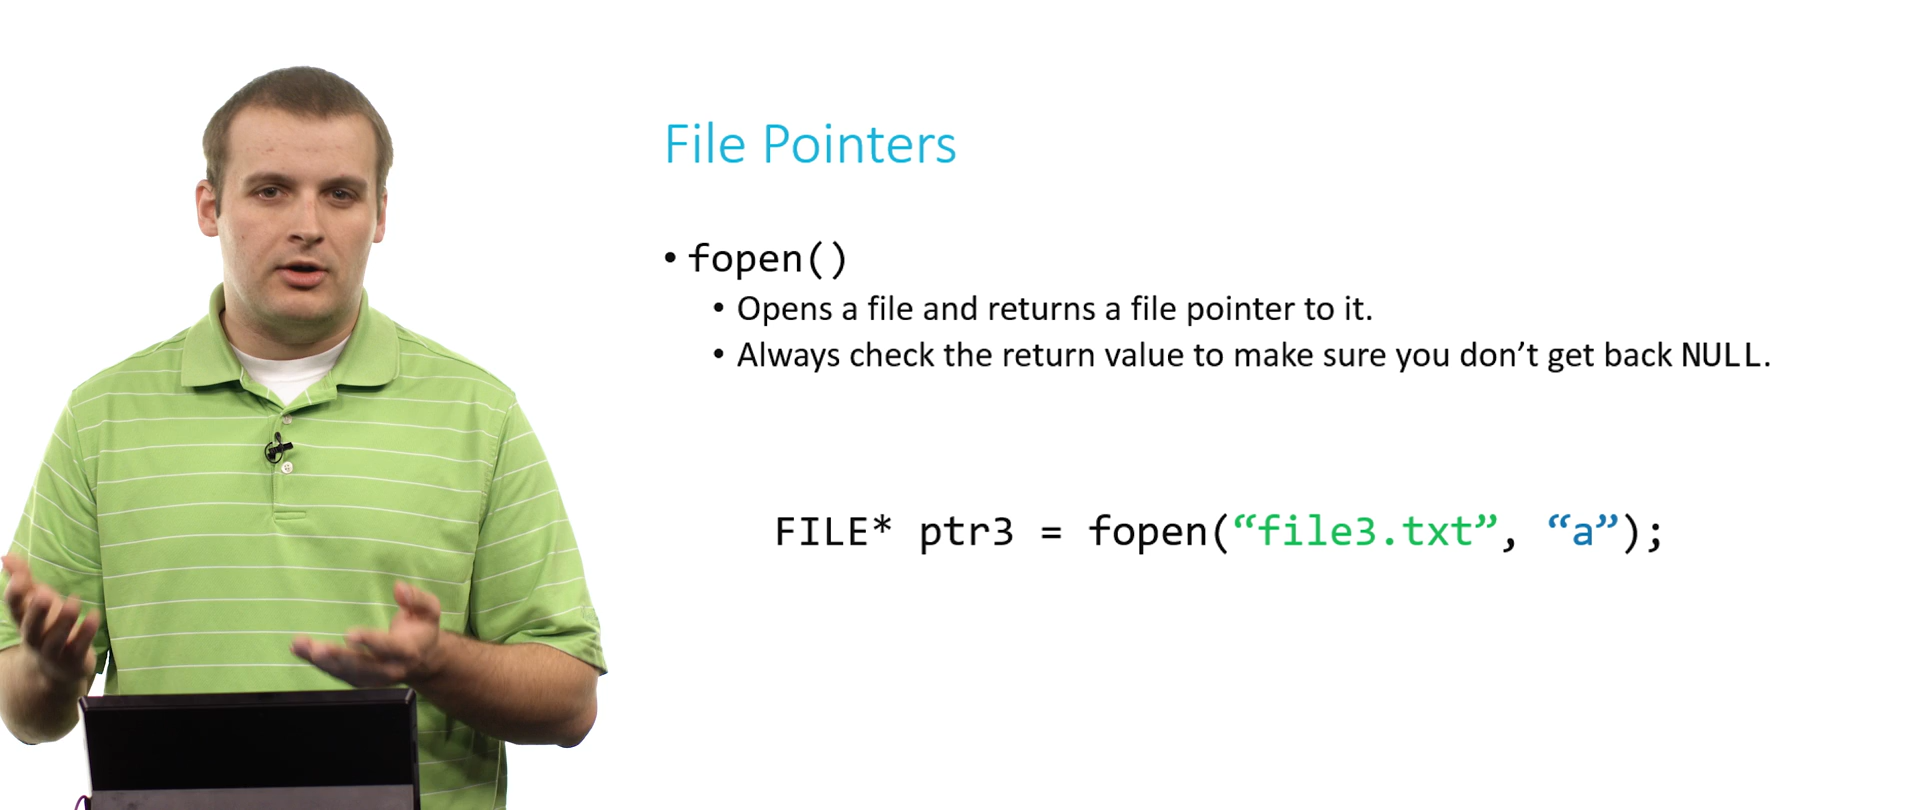 File Pointers
• fopen()
• Opens a file and returns a file pointer to it.
• Always check the return value to make sure you don’t get back NULL.
FILE* ptr3 = fopen(“file3.txt”, “a”);